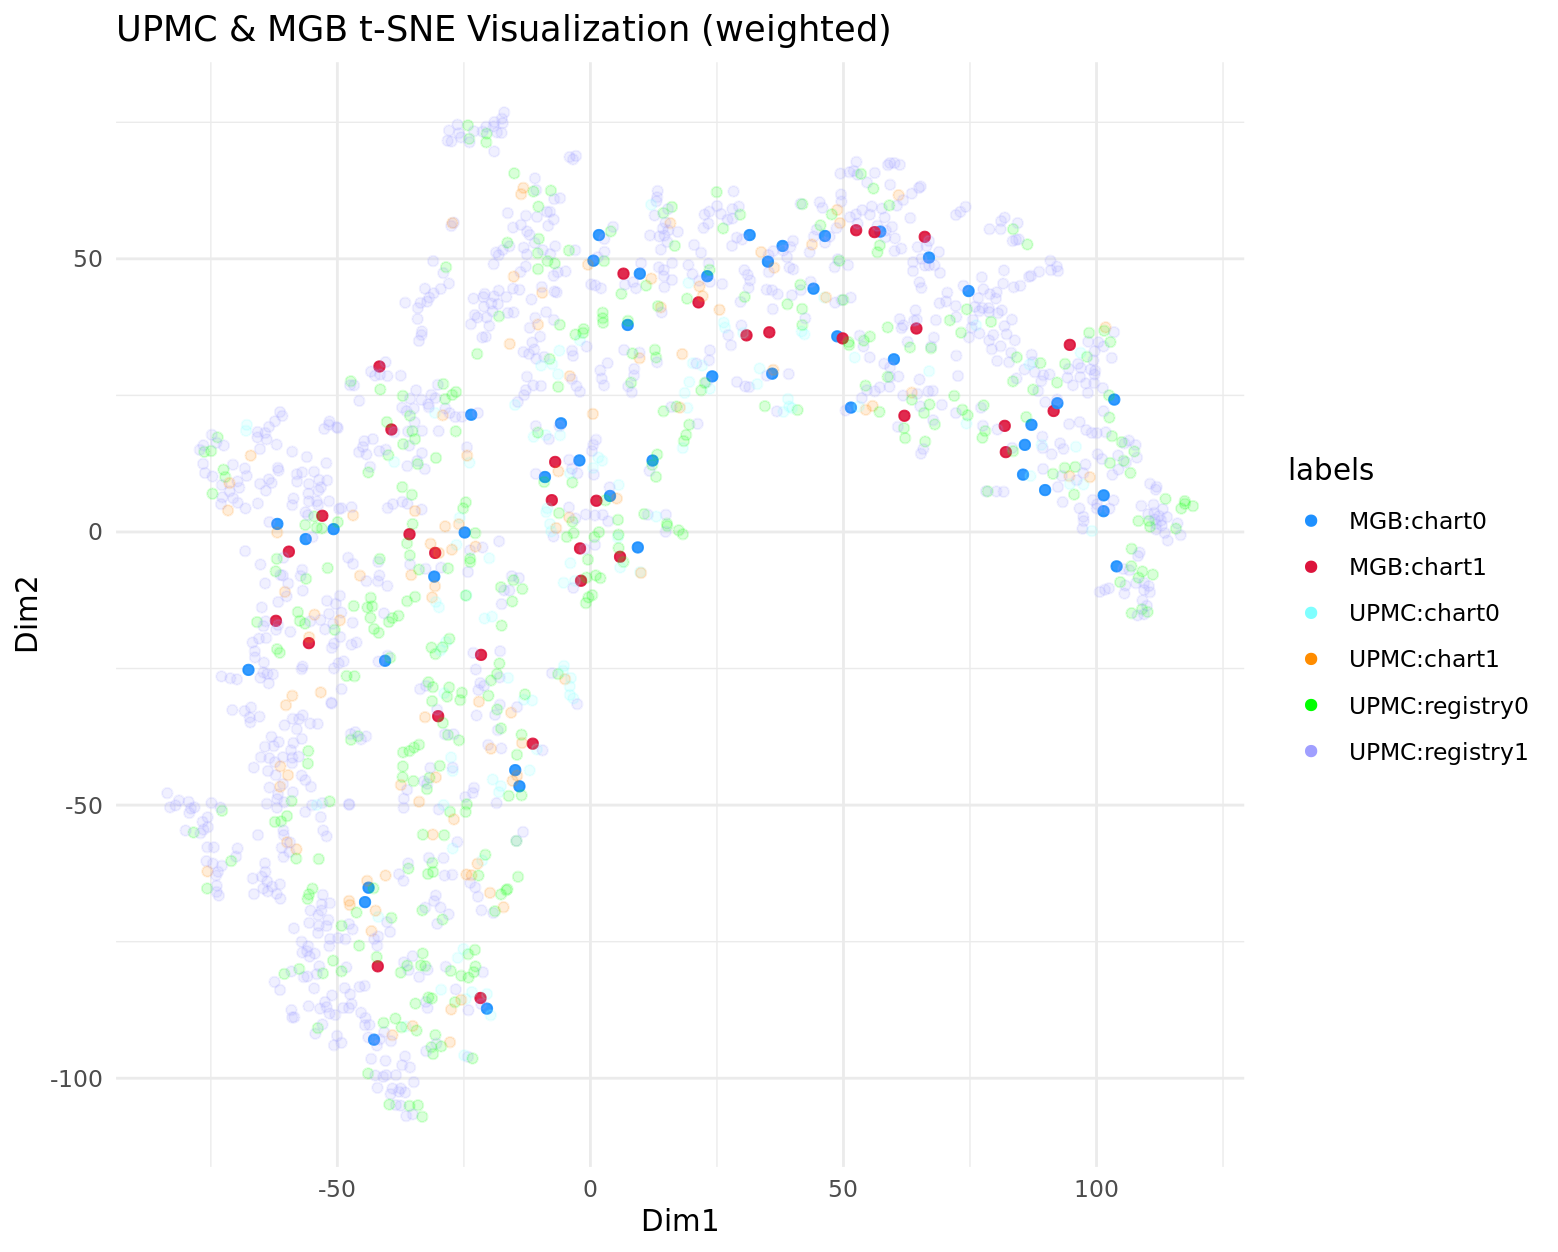 UPMC & MGB t-SNE Visualization (weighted)
50
0
-50
-100
Dim2
-50
0
50
100
Dim1
labels
MGB:chart0
MGB:chart1
UPMC:chart0
UPMC:chart1
UPMC:registry0
UPMC:registry1